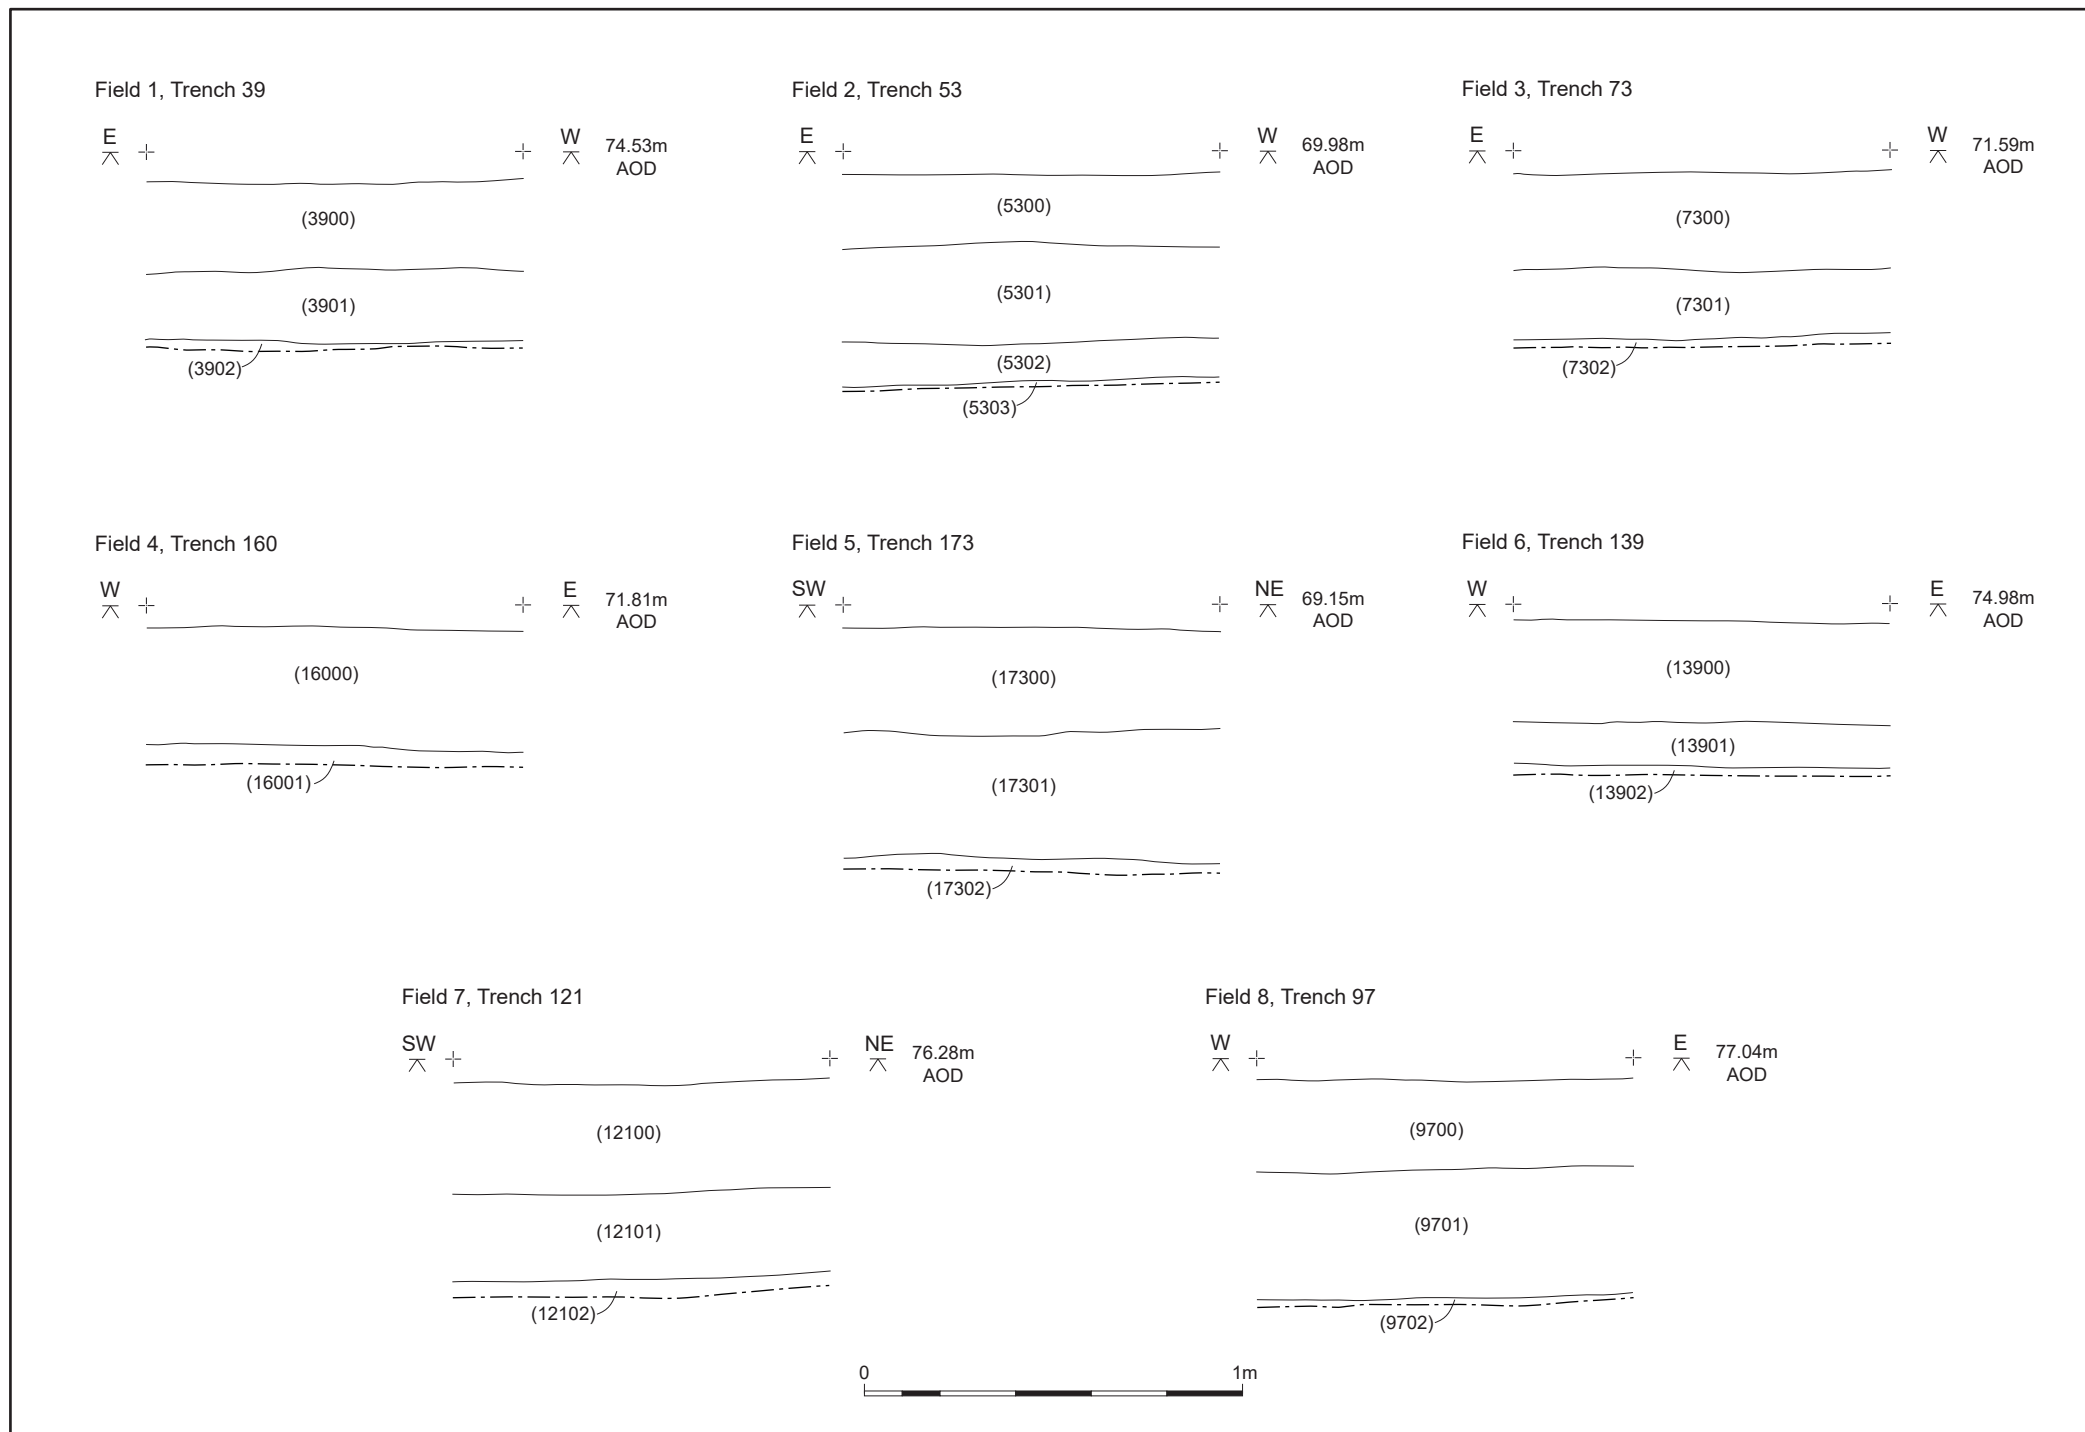 Field 1, Trench 39
E
W
74.53m
AOD
(3900)
(3901)
(3902)
Field 2, Trench 53
E
W
69.98m
AOD
(5300)
(5301)
(5302)
(5303)
Field 3, Trench 73
E
W
71.59m
AOD
(7300)
(7301)
(7302)
Field 4, Trench 160
W
E
71.81m
AOD
(16000)
(16001)
Field 5, Trench 173
SW
NE
69.15m
AOD
(17300)
(17301)
(17302)
Field 6, Trench 139
W
E
74.98m
AOD
(13900)
(13901)
(13902)
Field 7, Trench 121
SW
NE
76.28m
AOD
(12100)
(12101)
(12102)
Field 8, Trench 97
W
E
77.04m
AOD
(9700)
(9701)
(9702)
0
1m